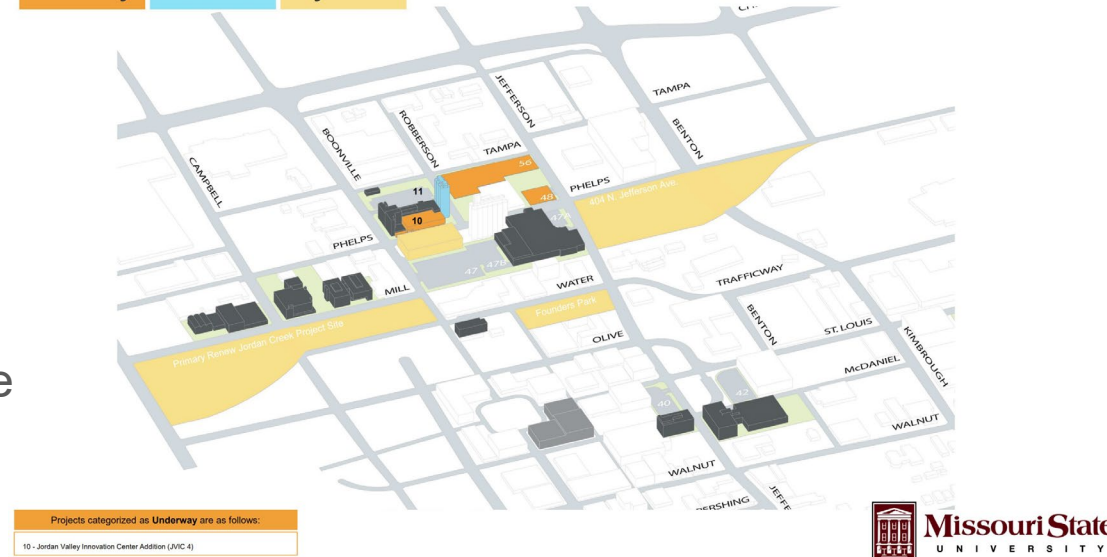 CAMPBELL
BOONVILLE
ROBBERSON
JEFFERSON
TAMPA
TAMPA
BENTON
PHELPS
404 N. Jefferson Ave.
56
48
11
10
47B
47
PHELPS
MILL
WATER
TRAFFICWAY
Founders Park
Primary Renew Jordan Creek Project Site
OLIVE
BENTON
ST. LOUIS
KIMBROUGH
McDANIEL
e
40
42
WALNUT
WALNUT
Projects categorized as Underway are as follows:
10 - Jordan Valley Innovation Center Addition (JVIC 4)
Missouri State
UNIVERSITY